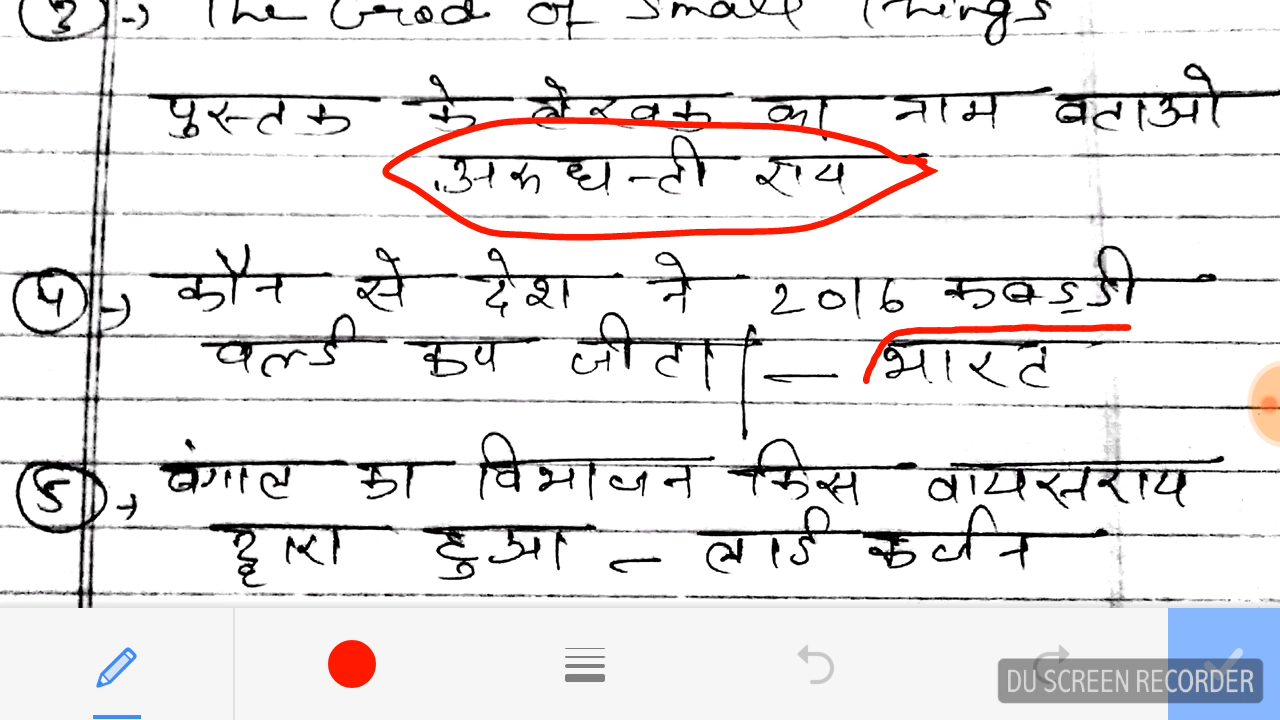 3 → The God of Small Things
पुस्तक के लेखक का नाम बताओ
अरुधन्टी राय
4 → कौन से देश ने 2016 कबड्डी
वर्ल्ड कप जीता | — भारत
5 → बंगाल का विभाजन किस वायसराय
द्वारा हुआ – लार्ड कर्जन
DU SCREEN RECORDER